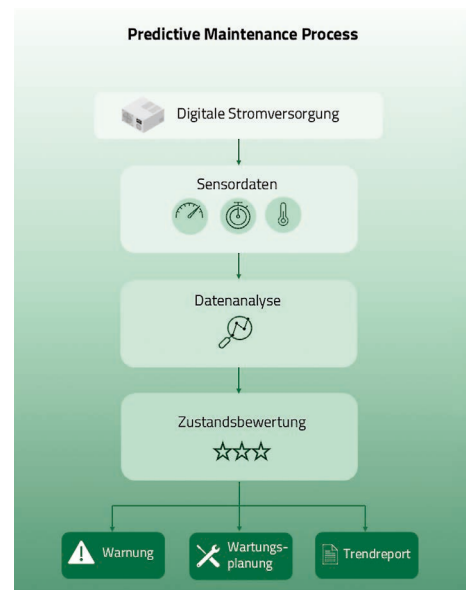 Predictive Maintenance Process
Digitale Stromversorgung
Sensordaten
Datenanalyse
Zustandsbewertung
Warnung
Wartungs-
planung
Trendreport